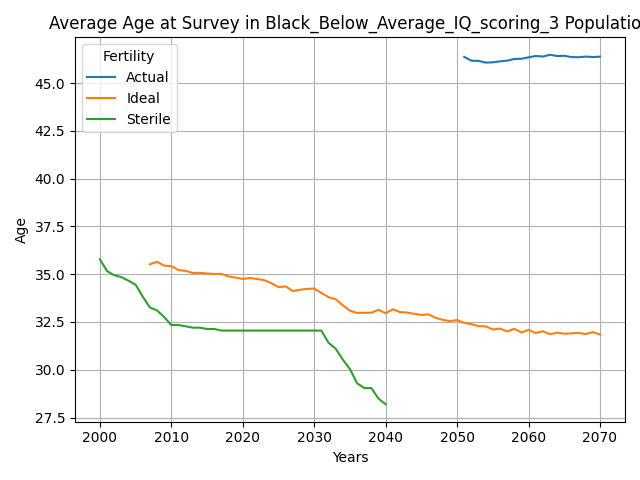 Average Age at Survey in Black_Below_Average_IQ_scoring_3 Populatio
Fertility
Actual
Ideal
Sterile
Age
45.0
42.5
40.0
37.5
35.0
32.5
30.0
27.5
2000 2010 2020 2030 2040 2050 2060 2070
Years